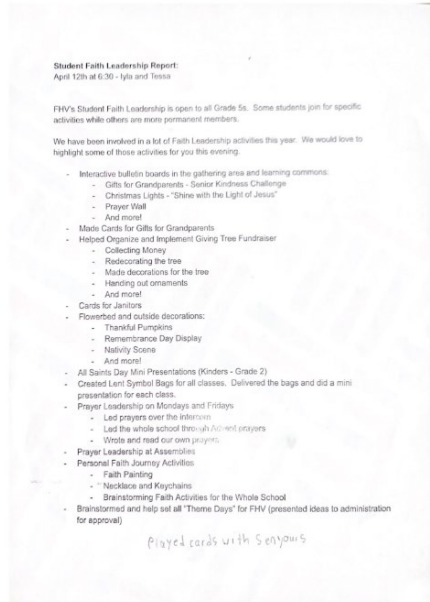 Student Faith Leadership Report:
April 12th at 6:30 - Iyla and Tessa
FHV's Student Faith Leadership is open to all Grade 5s. Some students join for specific
activities while others are more permanent members.
We have been involved in a lot of Faith Leadership activities this year. We would love to
highlight some of those activities for you this evening.
- Interactive bulletin boards in the gathering area and learning commons:
- Gifts for Grandparents - Senior Kindness Challenge
- Christmas Lights - "Shine with the Light of Jesus"
- Prayer Wall
- And more!
- Made Cards for Gifts for Grandparents
- Helped Organize and Implement Giving Tree Fundraiser
- Collecting Money
- Redecorating the tree
- Made decorations for the tree
- Handing out ornaments
- And more!
- Cards for Janitors
- Flowerbed and outside decorations:
- Thankful Pumpkins
- Remembrance Day Display
- Nativity Scene
- And more!
- All Saints Day Mini Presentations (Kinders - Grade 2)
- Created Lent Symbol Bags for all classes. Delivered the bags and did a mini
presentation for each class.
- Prayer Leadership on Mondays and Fridays
- Led prayers over the intercom
- Led the whole school through Advent prayers
- Wrote and read our own prayers
- Prayer Leadership at Assemblies
- Personal Faith Journey Activities
- Faith Painting
- Necklace and Keychains
- Brainstorming Faith Activities for the Whole School
- Brainstormed and help set all "Theme Days" for FHV (presented ideas to administration
for approval)
Played cards with Senyours